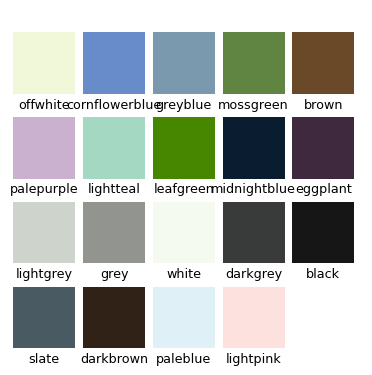 offwhite cornflowerblue greyblue mossgreen brown
palepurple lightteal leafgreen midnightblue eggplant
lightgrey grey white darkgrey black
slate darkbrown paleblue lightpink